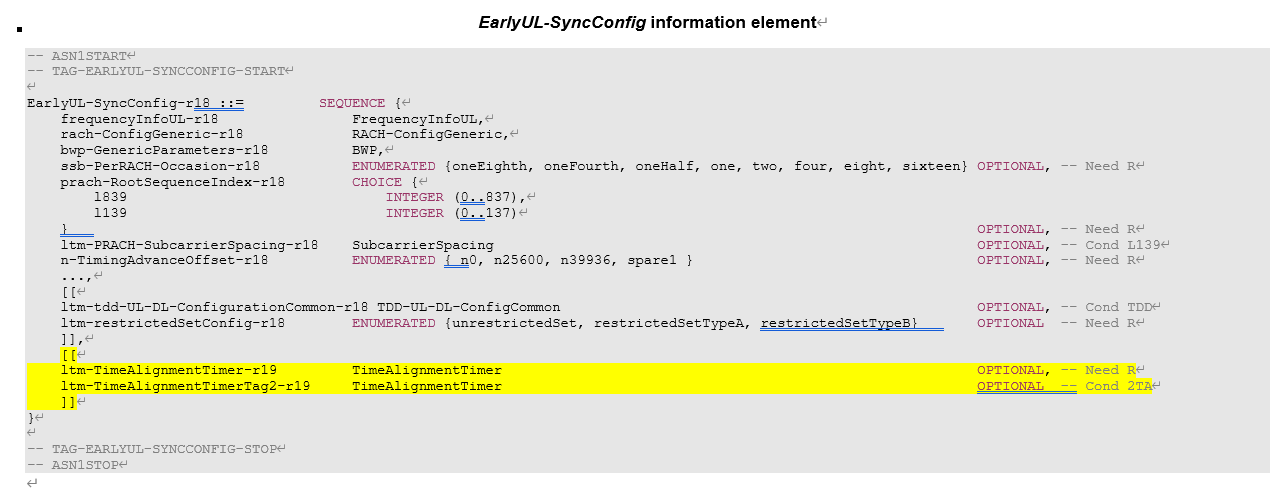 EarlyUL-SyncConfig information element
-- ASN1START
-- TAG-EARLYUL-SYNCCONFIG-START
EarlyUL-SyncConfig-r18 ::= SEQUENCE {
frequencyInfoUL-r18 FrequencyInfoUL,
rach-ConfigGeneric-r18 RACH-ConfigGeneric,
bwp-GenericParameters-r18 BWP,
ssb-PerRACH-Occasion-r18 ENUMERATED {oneEighth, oneFourth, oneHalf, one, two, four, eight, sixteen} OPTIONAL, -- Need R
prach-RootSequenceIndex-r18 CHOICE {
l839 INTEGER (0..837),
l139 INTEGER (0..137)
} OPTIONAL, -- Need R
ltm-PRACH-SubcarrierSpacing-r18 SubcarrierSpacing OPTIONAL, -- Cond L139
n-TimingAdvanceOffset-r18 ENUMERATED { n0, n25600, n39936, spare1 } OPTIONAL, -- Need R
...,
[[
ltm-tdd-UL-DL-ConfigurationCommon-r18 TDD-UL-DL-ConfigCommon OPTIONAL, -- Cond TDD
ltm-restrictedSetConfig-r18 ENUMERATED {unrestrictedSet, restrictedSetTypeA, restrictedSetTypeB} OPTIONAL -- Need R
]],
[[
ltm-TimeAlignmentTimer-r19 TimeAlignmentTimer OPTIONAL, -- Need R
ltm-TimeAlignmentTimerTag2-r19 TimeAlignmentTimer OPTIONAL -- Cond 2TA
]]
}
-- TAG-EARLYUL-SYNCCONFIG-STOP
-- ASN1STOP